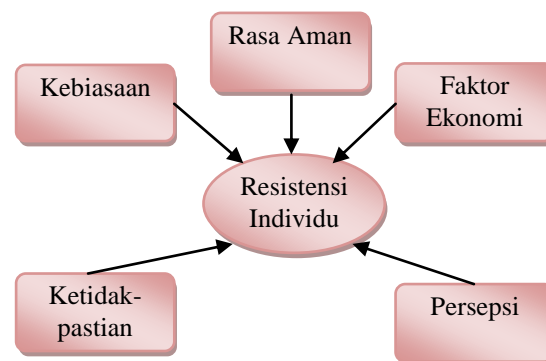 Rasa Aman
Kebiasaan
Faktor
Ekonomi
Resistensi
Individu
Ketidak-
pastian
Persepsi